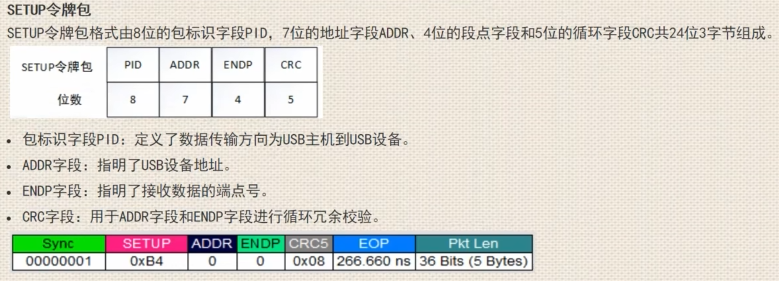 SETUP令牌包
SETUP令牌包格式由8位的包标识字段PID, 7位的地址字段ADDR、4位的段点字段和5位的循环字段CRC共24位3字节组成。
SETUP令牌包 PID ADDR ENDP CRC
位数 8 7 4 5
• 包标识字段PID: 定义了数据传输方向为USB主机到USB设备。
• ADDR字段: 指明了USB设备地址。
• ENDP字段: 指明了接收数据的端点号。
• CRC字段: 用于ADDR字段和ENDP字段进行循环冗余校验。
Sync SETUP ADDR ENDP CRC5 EOP Pkt Len
00000001 0xB4 0 0 0x08 266.660 ns 36 Bits (5 Bytes)